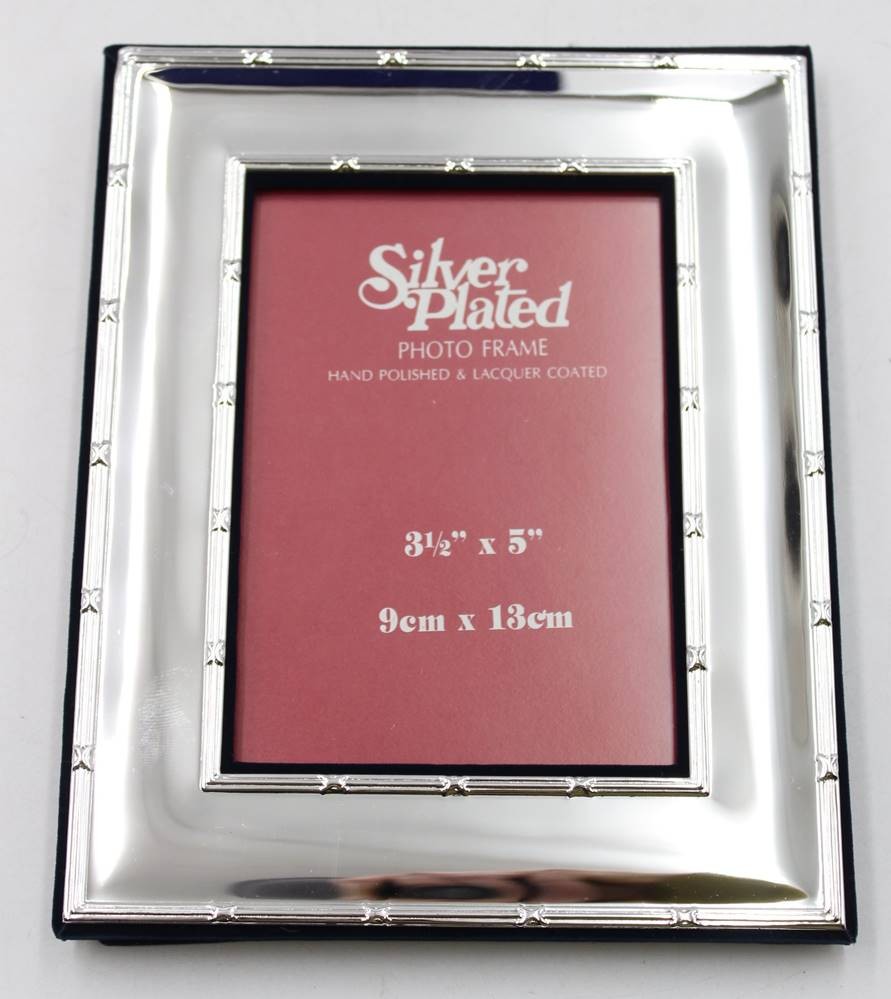 Silver
Plated
PHOTO FRAME
HAND POLISHED & LACQUER COATED
3½" x 5"
9cm x 13cm